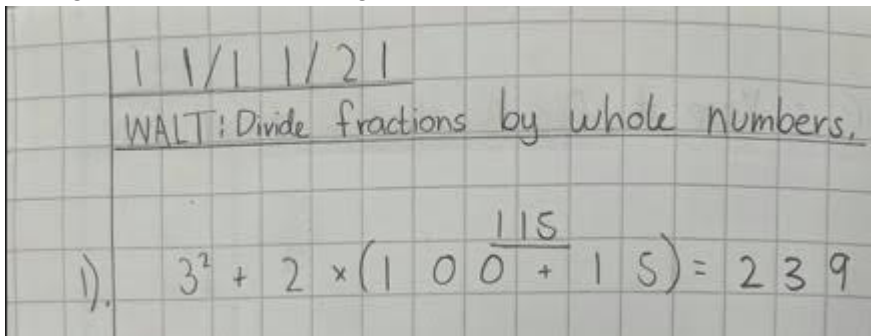 11/11/21
WALT: Divide fractions by whole numbers.
115
1). 3² + 2 × (100 + 15) = 239